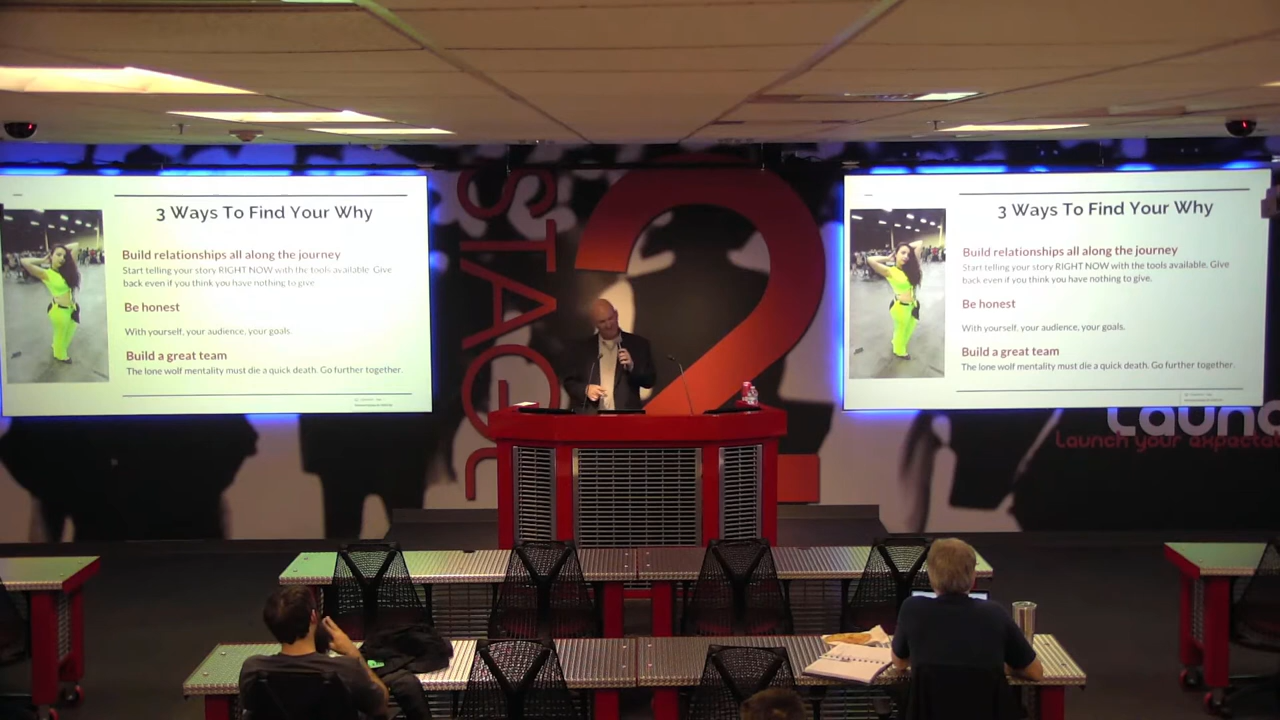 3 Ways To Find Your Why
Build relationships all along the journey
Start telling your story RIGHT NOW with the tools available. Give
back even if you think you have nothing to give
Be honest
With yourself, your audience, your goals.
Build a great team
The lone wolf mentality must die a quick death. Go further together.
STAGE
2
3 Ways To Find Your Why
Build relationships all along the journey
Start telling your story RIGHT NOW with the tools available. Give
back even if you think you have nothing to give.
Be honest
With yourself, your audience, your goals.
Build a great team
The lone wolf mentality must die a quick death. Go further together.
Launc
Launch your expecta